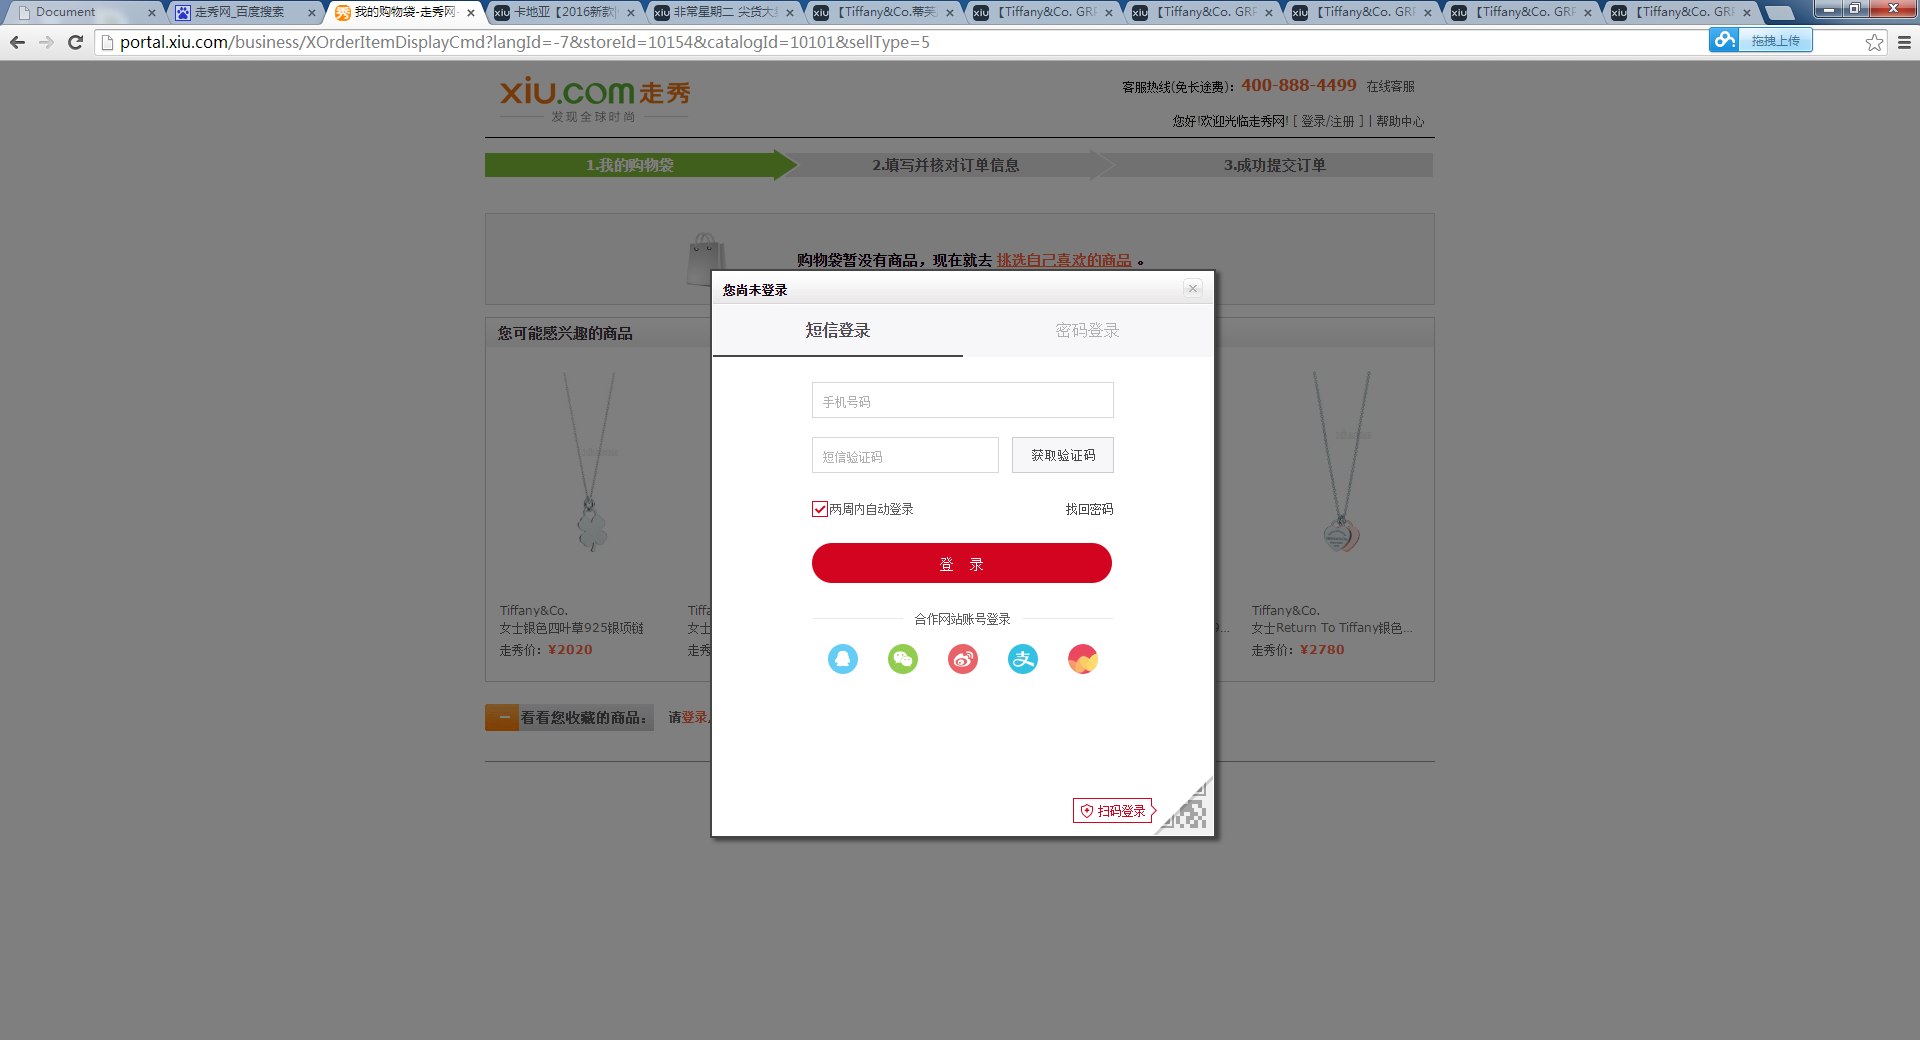 Document
走秀网_百度搜索
我的购物袋-走秀网-
卡地亚【2016新款
非常星期二 尖货大
【Tiffany&Co.蒂芙
【Tiffany&Co. GRP
【Tiffany&Co. GRP
【Tiffany&Co. GRP
【Tiffany&Co. GRP
【Tiffany&Co. GRP
portal.xiu.com/business/XOrderItemDisplayCmd?langId=-7&storeId=10154&catalogId=10101&sellType=5
拖拽上传
xiu.com走秀
发现全球时尚
客服热线(免长途费)：400-888-4499 在线客服
您好!欢迎光临走秀网! [ 登录/注册 ] | 帮助中心
1.我的购物袋
2.填写并核对订单信息
3.成功提交订单
购物袋暂没有商品，现在就去 挑选自己喜欢的商品 。
您可能感兴趣的商品
您尚未登录
短信登录
密码登录
手机号码
短信验证码
获取验证码
两周内自动登录
找回密码
登 录
合作网站账号登录
扫码登录
Tiffany&Co.
女士银色四叶草925银项链
走秀价：¥2020
Tiffany&Co.
女士Return To Tiffany银色...
走秀价：¥2780
看看您收藏的商品：
请登录